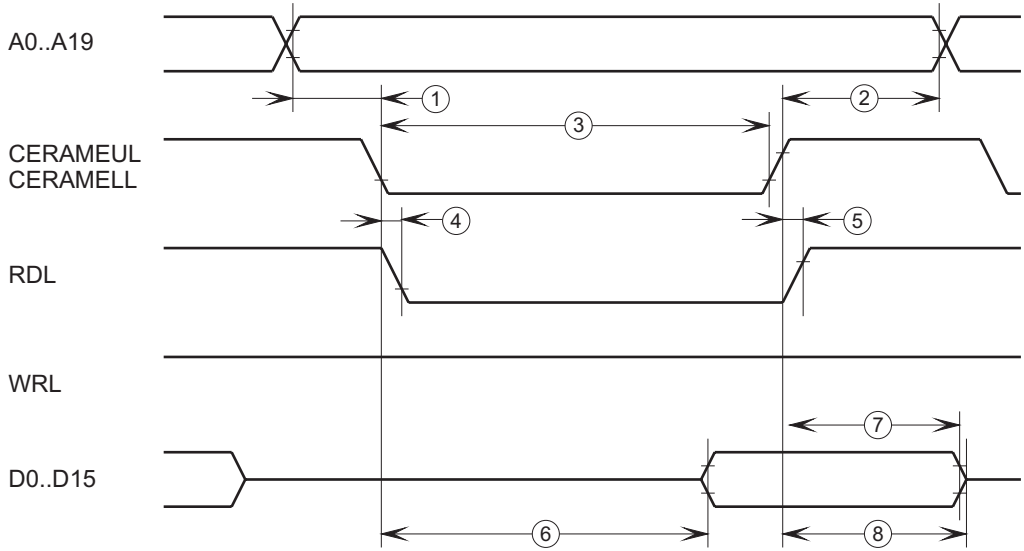 A0..A19
①
②
③
CERAMEUL
CERAMELL
④
⑤
RDL
WRL
⑦
D0..D15
⑥
⑧